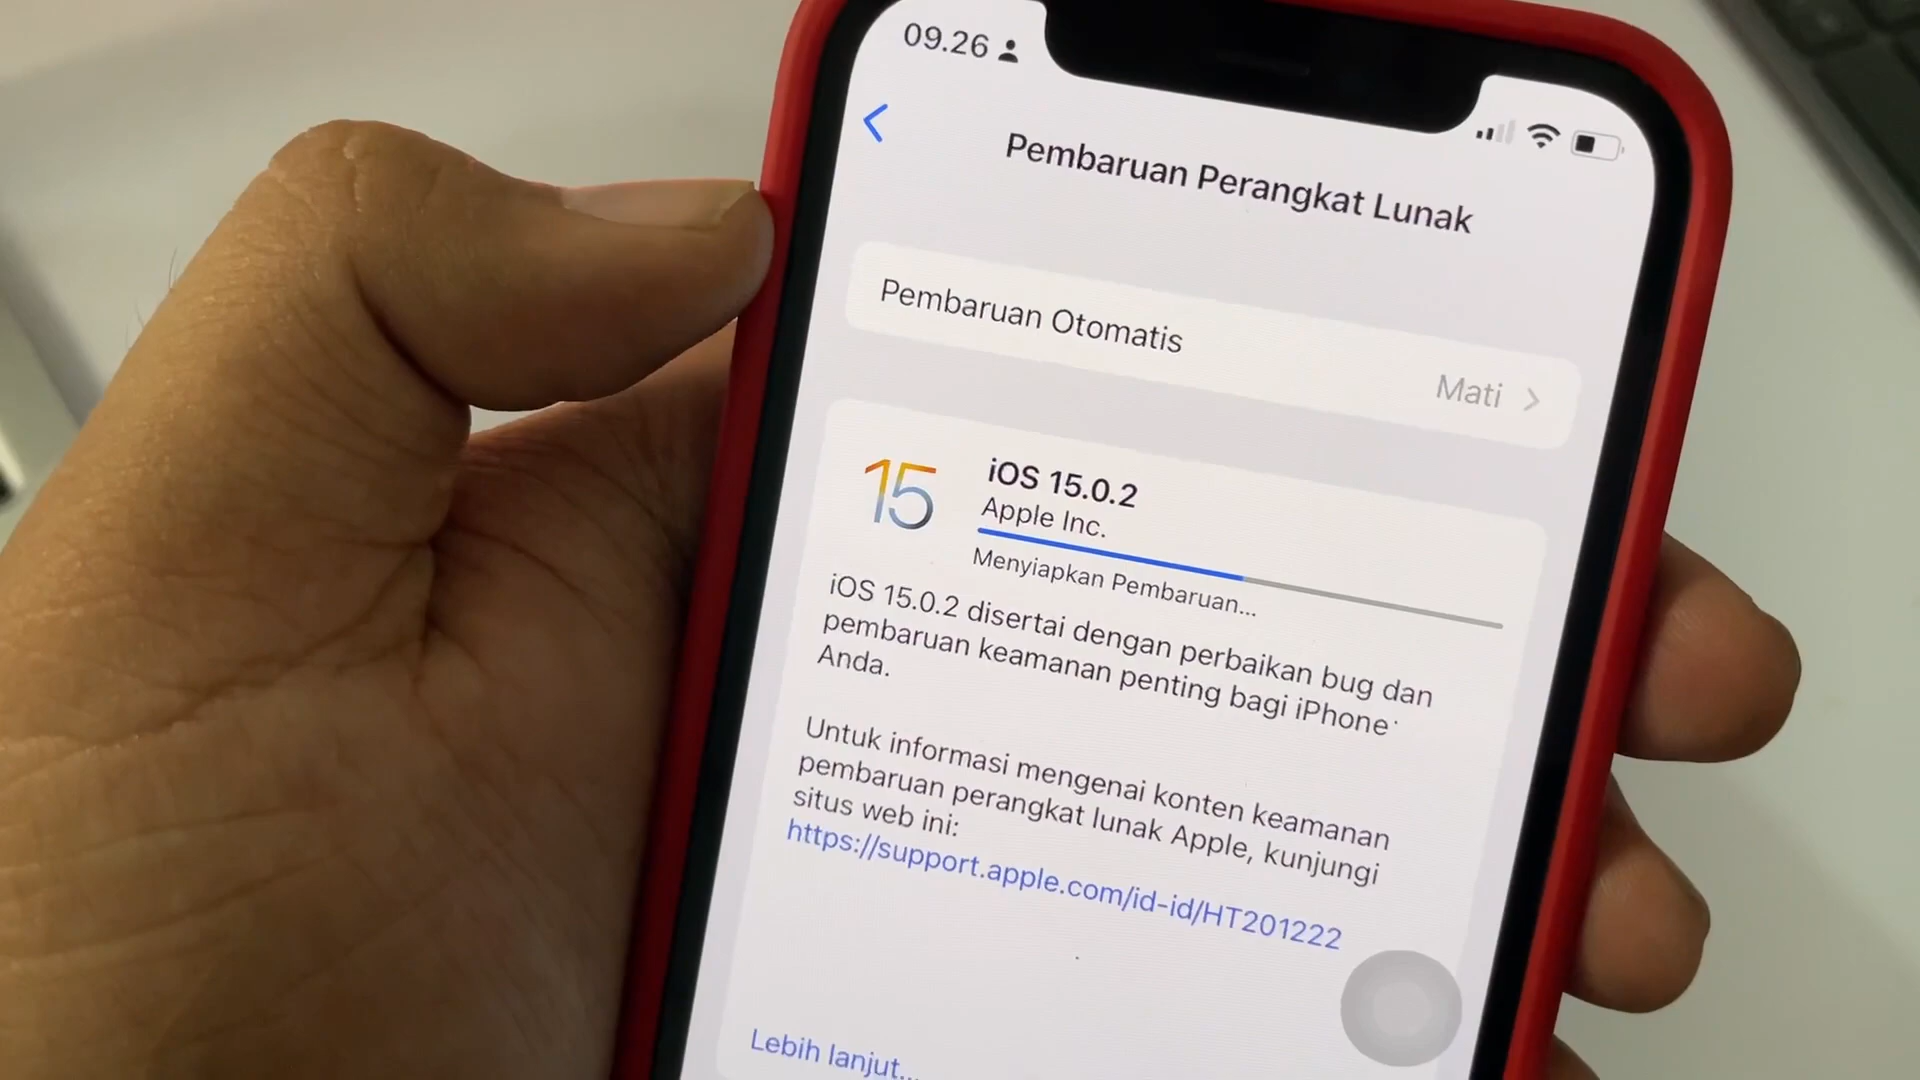 09.26
Pembaruan Perangkat Lunak
Pembaruan Otomatis
Mati
15
iOS 15.0.2
Apple Inc.
Menyiapkan Pembaruan...
iOS 15.0.2 disertai dengan perbaikan bug dan
pembaruan keamanan penting bagi iPhone
Anda.
Untuk informasi mengenai konten keamanan
pembaruan perangkat lunak Apple, kunjungi
situs web ini:
https://support.apple.com/id-id/HT201222
Lebih lanjut...